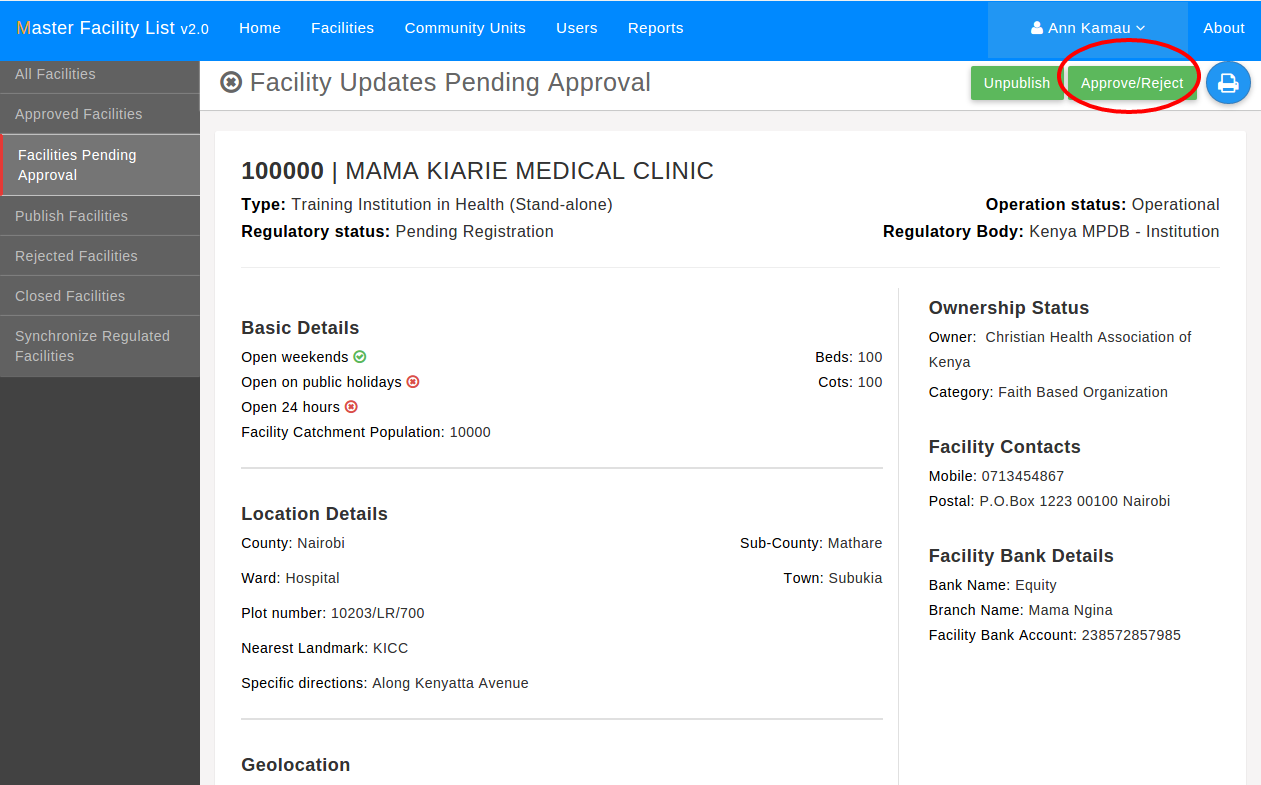 Master Facility List v2.0 Home Facilities Community Units Users Reports Ann Kamau About
All Facilities
Approved Facilities
Facilities Pending
Approval
Publish Facilities
Rejected Facilities
Closed Facilities
Synchronize Regulated
Facilities
Facility Updates Pending Approval Unpublish Approve/Reject
100000 | MAMA KIARIE MEDICAL CLINIC
Type: Training Institution in Health (Stand-alone) Operation status: Operational
Regulatory status: Pending Registration Regulatory Body: Kenya MPDB - Institution
Basic Details
Open weekends Beds: 100
Open on public holidays Cots: 100
Open 24 hours
Facility Catchment Population: 10000
Location Details
County: Nairobi Sub-County: Mathare
Ward: Hospital Town: Subukia
Plot number: 10203/LR/700
Nearest Landmark: KICC
Specific directions: Along Kenyatta Avenue
Geolocation
Ownership Status
Owner: Christian Health Association of
Kenya
Category: Faith Based Organization
Facility Contacts
Mobile: 0713454867
Postal: P.O.Box 1223 00100 Nairobi
Facility Bank Details
Bank Name: Equity
Branch Name: Mama Ngina
Facility Bank Account: 238572857985